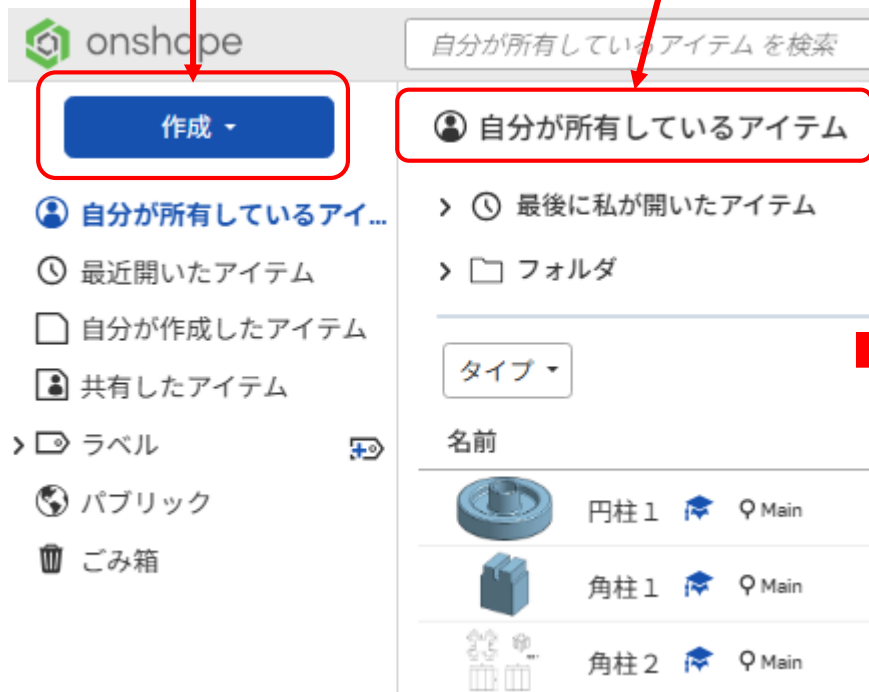 onshape
自分が所有しているアイテム を検索
作成
自分が所有しているアイ...
最近開いたアイテム
自分が作成したアイテム
共有したアイテム
ラベル
パブリック
ごみ箱
自分が所有しているアイテム
最後に私が開いたアイテム
フォルダ
タイプ
名前
円柱１ Main
角柱１ Main
角柱２ Main